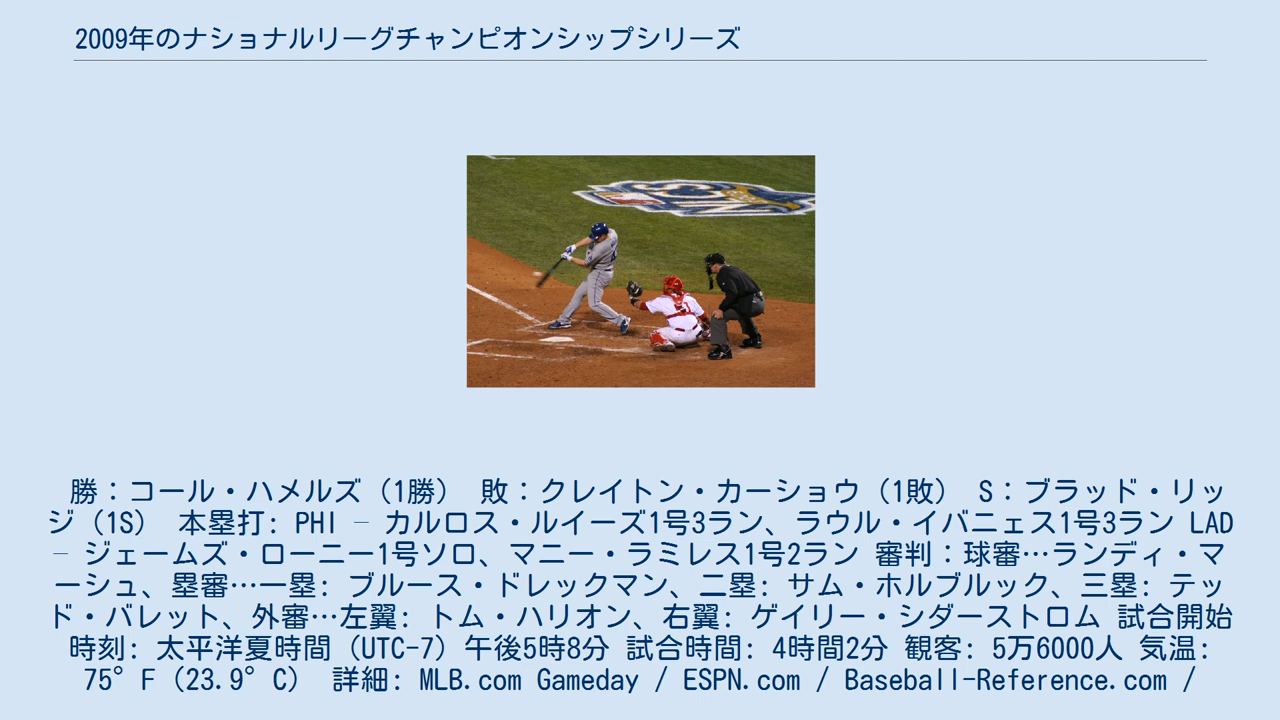 2009年のナショナルリーグチャンピオンシップシリーズ
勝：コール・ハメルズ（1勝） 敗：クレイトン・カーショウ（1敗） S：ブラッド・リッ
ジ（1S） 本塁打: PHI – カルロス・ルイーズ1号3ラン、ラウル・イバニェス1号3ラン LAD
– ジェームズ・ローニー1号ソロ、マニー・ラミレス1号2ラン 審判：球審…ランディ・マ
ーシュ、塁審…一塁: ブルース・ドレックマン、二塁: サム・ホルブルック、三塁: テッ
ド・バレット、外審…左翼: トム・ハリオン、右翼: ゲイリー・シダーストロム 試合開始
時刻: 太平洋夏時間（UTC-7）午後5時8分 試合時間: 4時間2分 観客: 5万6000人 気温:
75°F（23.9°C） 詳細: MLB.com Gameday / ESPN.com / Baseball-Reference.com /